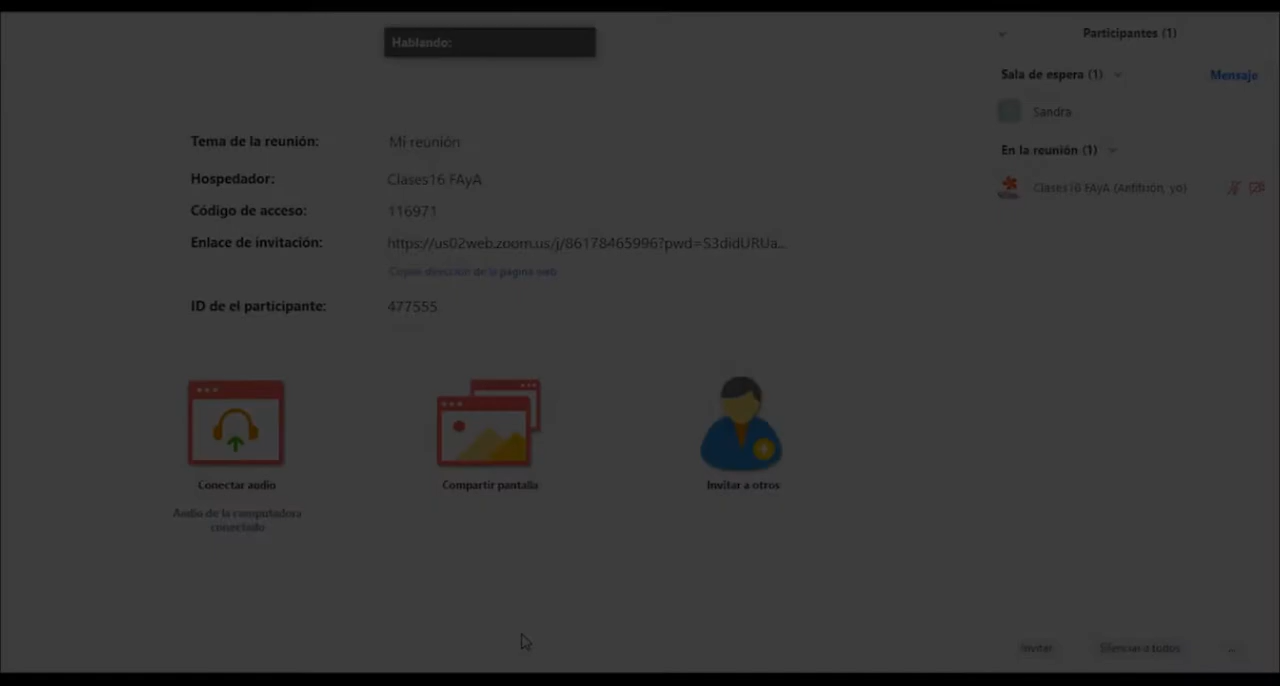 Hablando:
Participantes (1)
Sala de espera (1)
Mensaje
Sandra
En la reunión (1)
Clases16 FAyA (Anfitrión, yo)
Tema de la reunión:
Mi reunión
Hospedador:
Clases16 FAyA
Código de acceso:
116971
Enlace de invitación:
https://us02web.zoom.us/j/86178465996?pwd=S3didURUa...
Copiar dirección de la página web
ID de el participante:
477555
Conectar audio
Compartir pantalla
Invitar a otros
Audio de la computadora
conectado
Invitar
Silenciar a todos
...